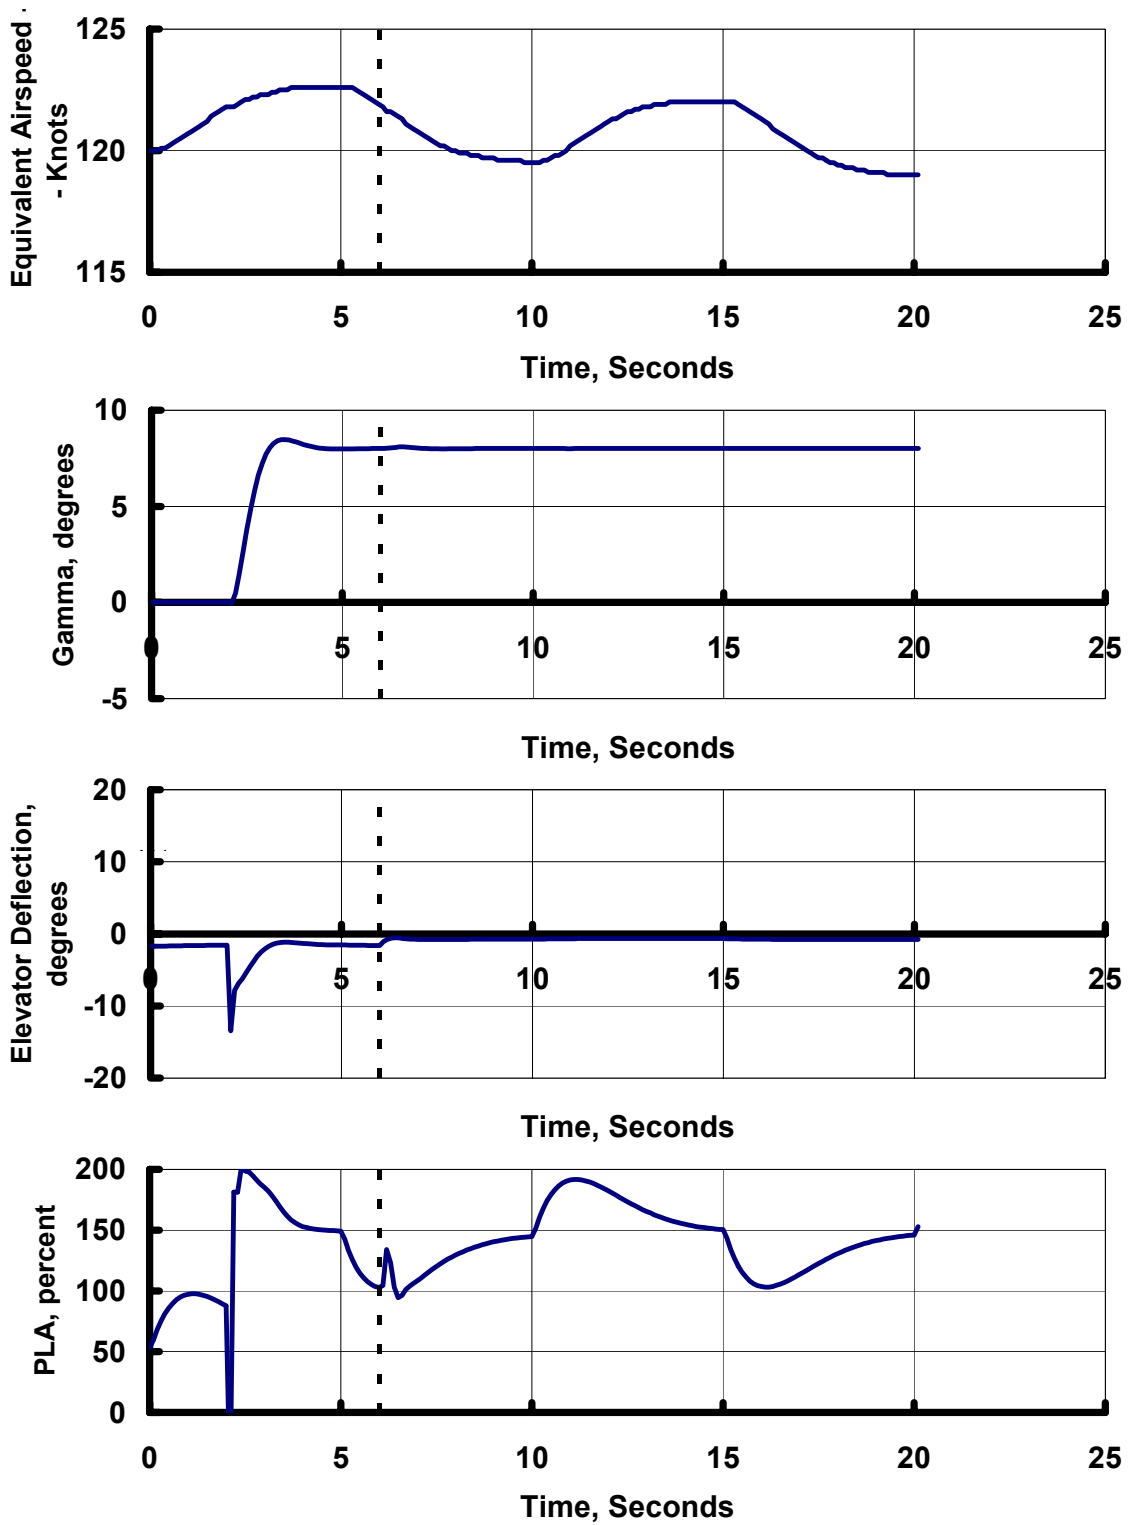 Equivalent Airspeed -
- Knots
125
120
115
0 5 10 15 20 25
Time, Seconds
Gamma, degrees
10
5
0
-5
0 5 10 15 20 25
Time, Seconds
Elevator Deflection,
degrees
20
10
0
-10
-20
0 5 10 15 20 25
Time, Seconds
PLA, percent
200
150
100
50
0
0 5 10 15 20 25
Time, Seconds